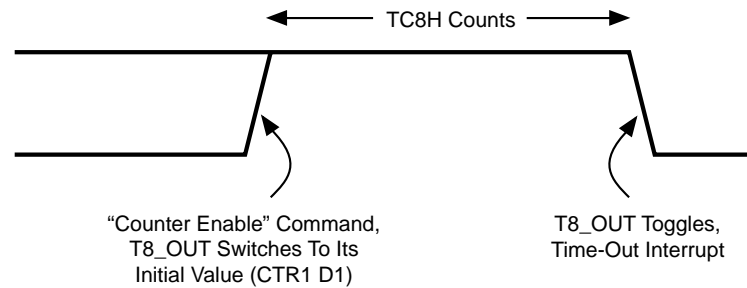 TC8H Counts
“Counter Enable” Command,
T8_OUT Switches To Its
Initial Value (CTR1 D1)
T8_OUT Toggles,
Time-Out Interrupt